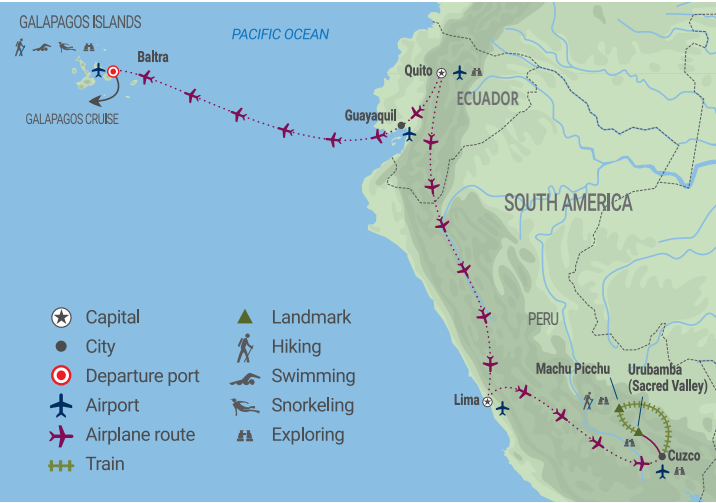 GALAPAGOS ISLANDS
PACIFIC OCEAN
Baltra
Quito
ECUADOR
GALAPAGOS CRUISE
Guayaquil
SOUTH AMERICA
Capital
City
Departure port
Airport
Airplane route
Train
Landmark
Hiking
Swimming
Snorkeling
Exploring
PERU
Machu Picchu
Urubamba
(Sacred Valley)
Lima
Cuzco